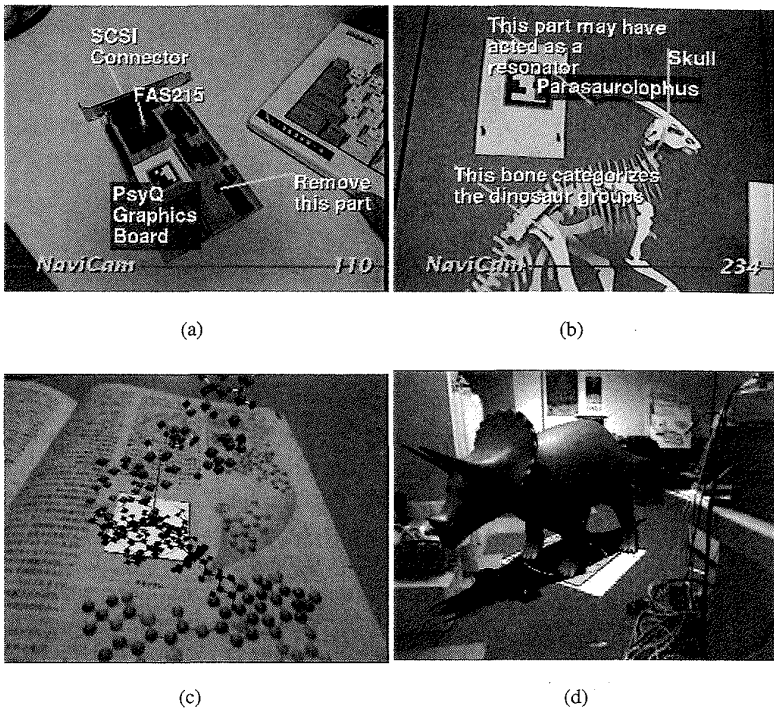 SCSI
Connector
FAS215
PsyQ
Graphics
Board
Remove
this part
NaviCam
110
This part may have
acted as a
resonator
Skull
Parasaurolophus
This bone categorizes
the dinosaur groups
NaviCam
234
(a)
(b)
(c)
(d)